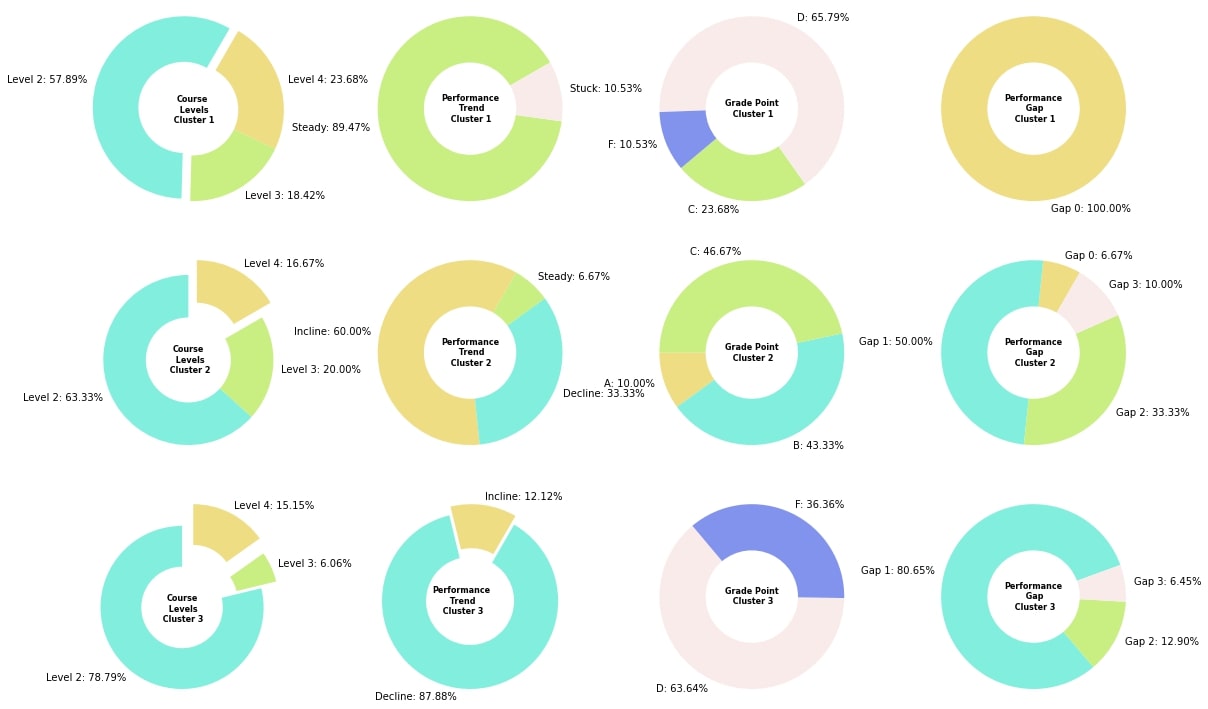 D: 65.79%
Level 2: 57.89%
Course
Levels
Cluster 1
Level 4: 23.68%
Level 3: 18.42%
Steady: 89.47%
Performance
Trend
Cluster 1
Stuck: 10.53%
F: 10.53%
Grade Point
Cluster 1
C: 23.68%
Performance
Gap
Cluster 1
Gap 0: 100.00%
Level 4: 16.67%
Course
Levels
Cluster 2
Level 3: 20.00%
Level 2: 63.33%
Incline: 60.00%
Performance
Trend
Cluster 2
Steady: 6.67%
Decline: 33.33%
C: 46.67%
Grade Point
Cluster 2
A: 10.00%
B: 43.33%
Gap 1: 50.00%
Performance
Gap
Cluster 2
Gap 0: 6.67%
Gap 3: 10.00%
Gap 2: 33.33%
Level 4: 15.15%
Level 3: 6.06%
Course
Levels
Cluster 3
Level 2: 78.79%
Incline: 12.12%
Performance
Trend
Cluster 3
Decline: 87.88%
F: 36.36%
Grade Point
Cluster 3
D: 63.64%
Gap 1: 80.65%
Performance
Gap
Cluster 3
Gap 3: 6.45%
Gap 2: 12.90%